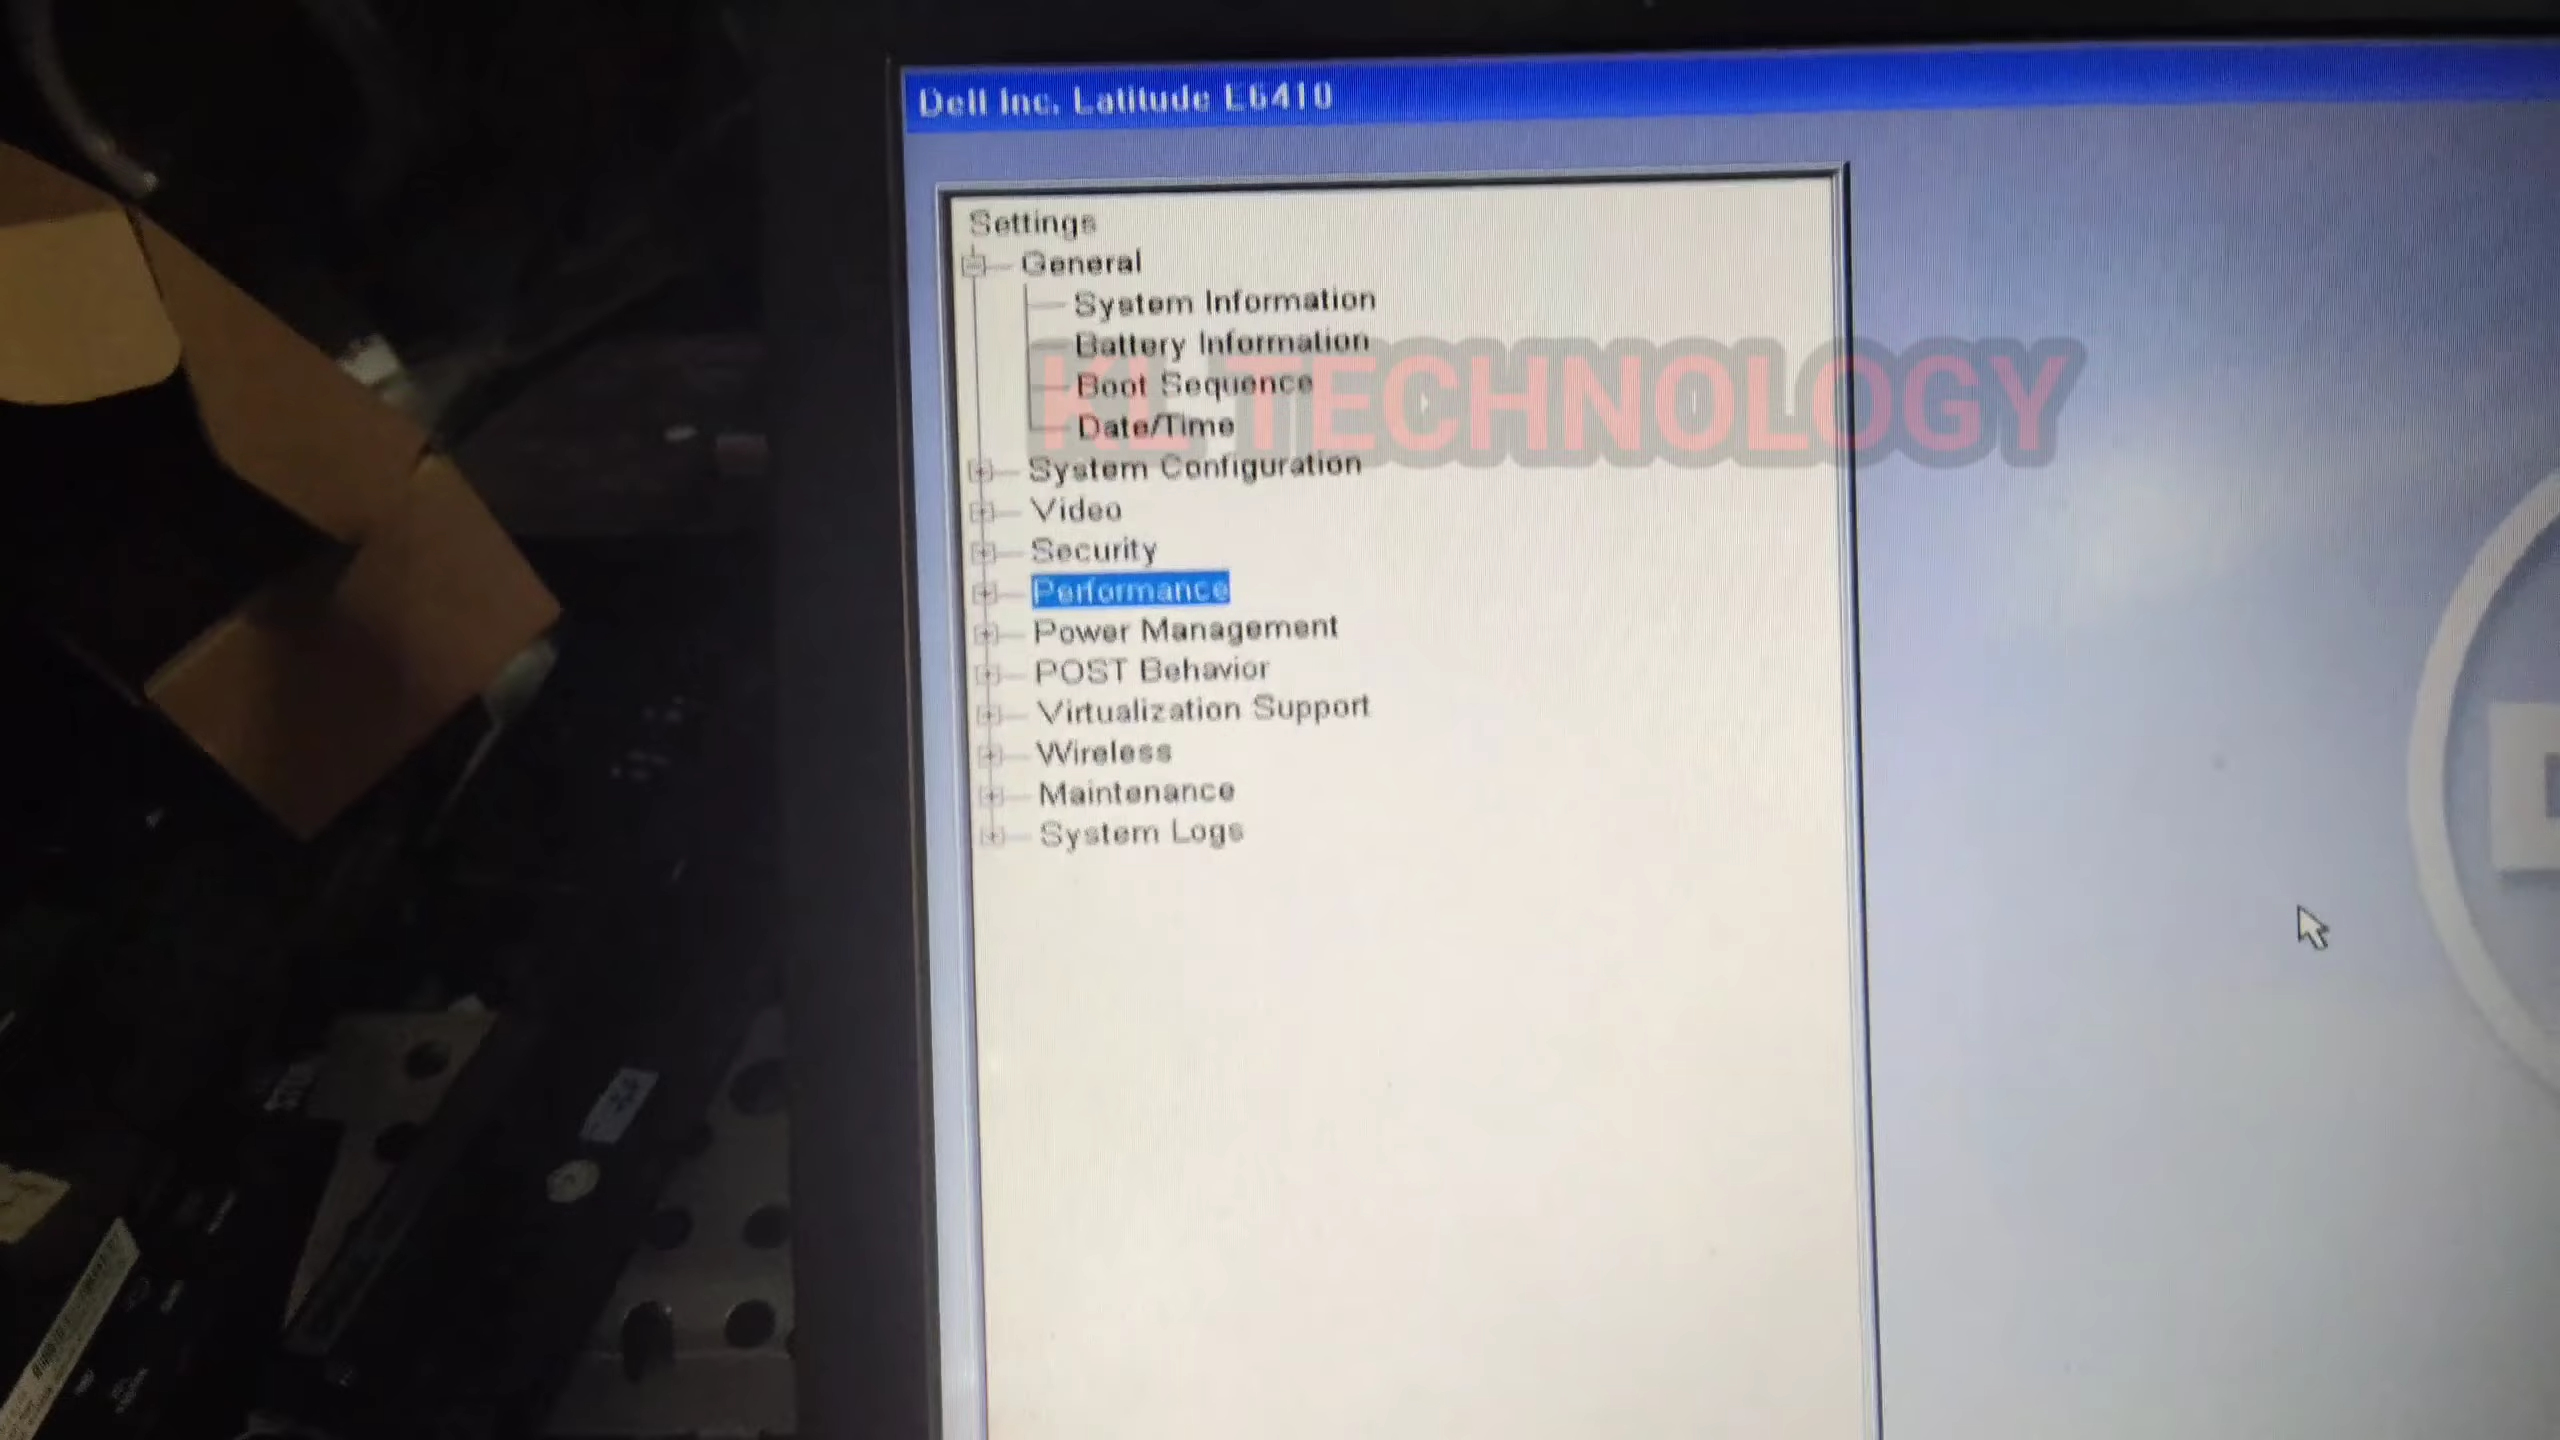 Dell Inc. Latitude E6410
Settings
General
System Information
Battery Information
Boot Sequence
Date/Time
KL TECHNOLOGY
System Configuration
Video
Security
Performance
Power Management
POST Behavior
Virtualization Support
Wireless
Maintenance
System Logs